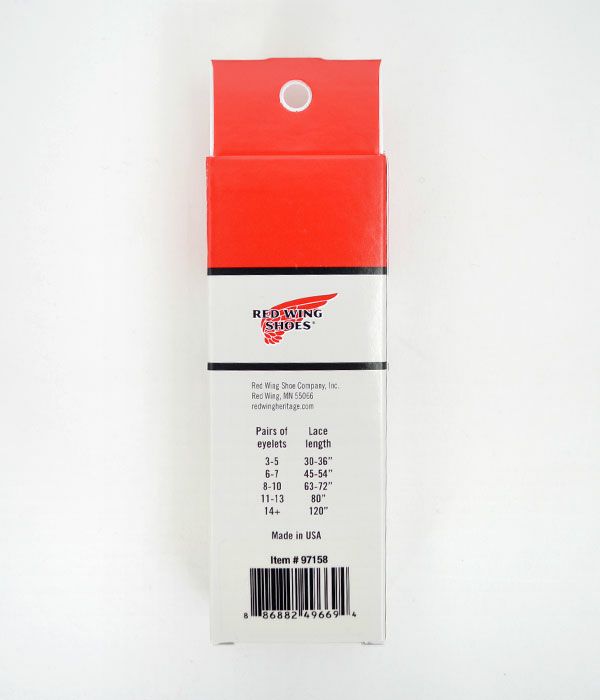 RED WING
SHOES®
Red Wing Shoe Company, Inc.
Red Wing, MN 55066
redwingheritage.com
Pairs of Lace
eyelets length
3-5 30-36”
6-7 45-54”
8-10 63-72”
11-13 80”
14+ 120”
Made in USA
Item # 97158
8 86882 49669 4